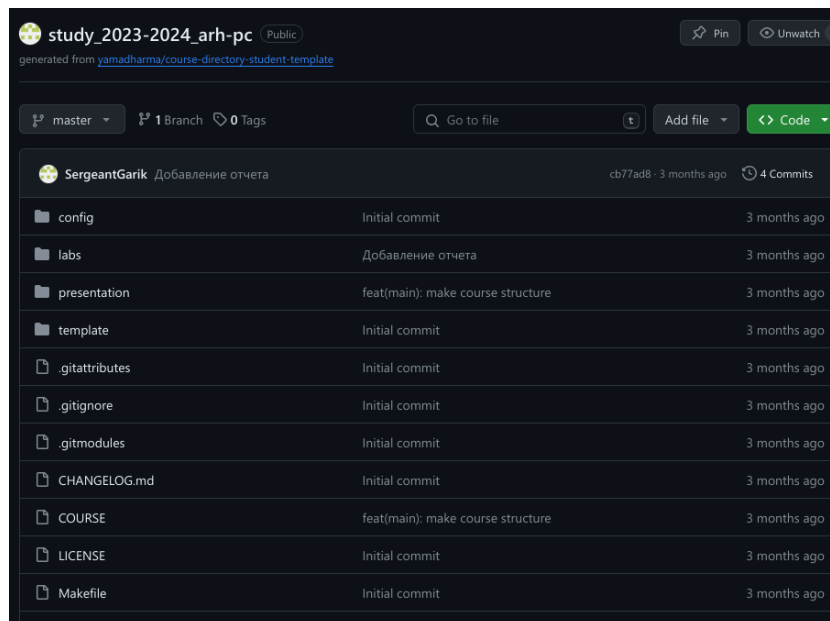 study_2023-2024_arh-pc Public Pin Unwatch
generated from yamadharma/course-directory-student-template
master 1 Branch 0 Tags Go to file t Add file Code
SergeantGarik Добавление отчета cb77ad8 · 3 months ago 4 Commits
config Initial commit 3 months ago
labs Добавление отчета 3 months ago
presentation feat(main): make course structure 3 months ago
template Initial commit 3 months ago
.gitattributes Initial commit 3 months ago
.gitignore Initial commit 3 months ago
.gitmodules Initial commit 3 months ago
CHANGELOG.md Initial commit 3 months ago
COURSE feat(main): make course structure 3 months ago
LICENSE Initial commit 3 months ago
Makefile Initial commit 3 months ago